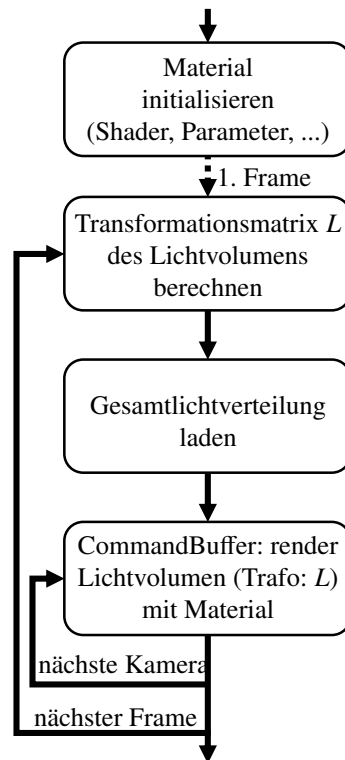 Material
initialisieren
(Shader, Parameter, ...)
1. Frame
Transformationsmatrix L
des Lichtvolumens
berechnen
Gesamtlichtverteilung
laden
CommandBuffer: render
Lichtvolumen (Trafo: L)
mit Material
nächste Kamera
nächster Frame